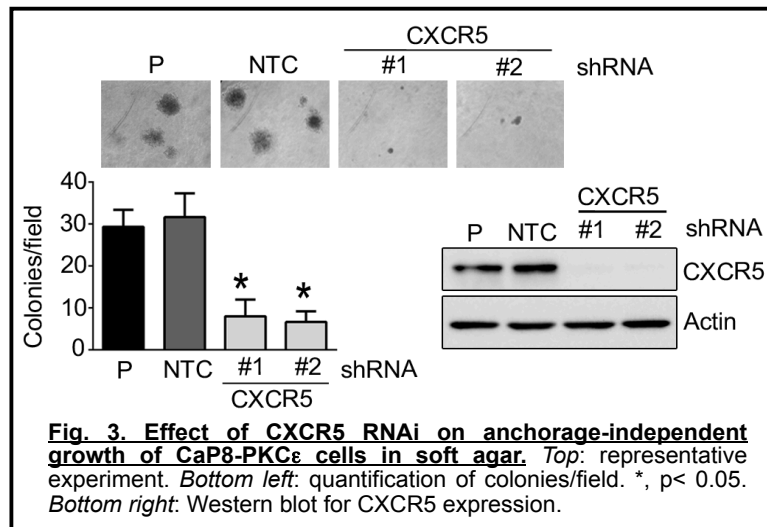 CXCR5
P NTC #1 #2 shRNA
40
30
20
10
0
Colonies/field
* *
P NTC #1 #2 shRNA
CXCR5
CXCR5
P NTC #1 #2 shRNA
CXCR5
Actin
Fig. 3. Effect of CXCR5 RNAi on anchorage-independent
growth of CaP8-PKCε cells in soft agar. Top: representative
experiment. Bottom left: quantification of colonies/field. *, p< 0.05.
Bottom right: Western blot for CXCR5 expression.